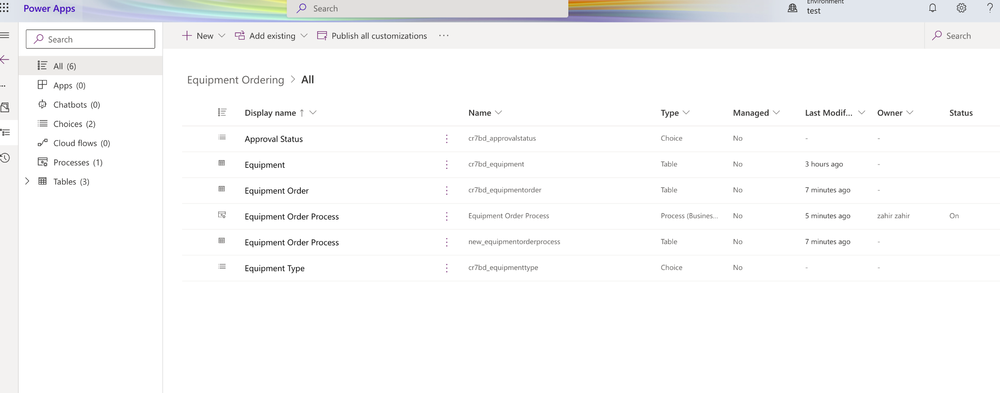 Power Apps
Search
Environment
test
?
Search
New
Add existing
Publish all customizations
...
Search
All (6)
Apps (0)
Chatbots (0)
Choices (2)
Cloud flows (0)
Processes (1)
Tables (3)
Equipment Ordering > All
Display name ↑ Name Type Managed Last Modif... Owner Status
Approval Status cr7bd_approvalstatus Choice No - -
Equipment cr7bd_equipment Table No 3 hours ago -
Equipment Order cr7bd_equipmentorder Table No 7 minutes ago -
Equipment Order Process Equipment Order Process Process (Busines... No 5 minutes ago zahir zahir On
Equipment Order Process new_equipmentorderprocess Table No 7 minutes ago -
Equipment Type cr7bd_equipmenttype Choice No - -